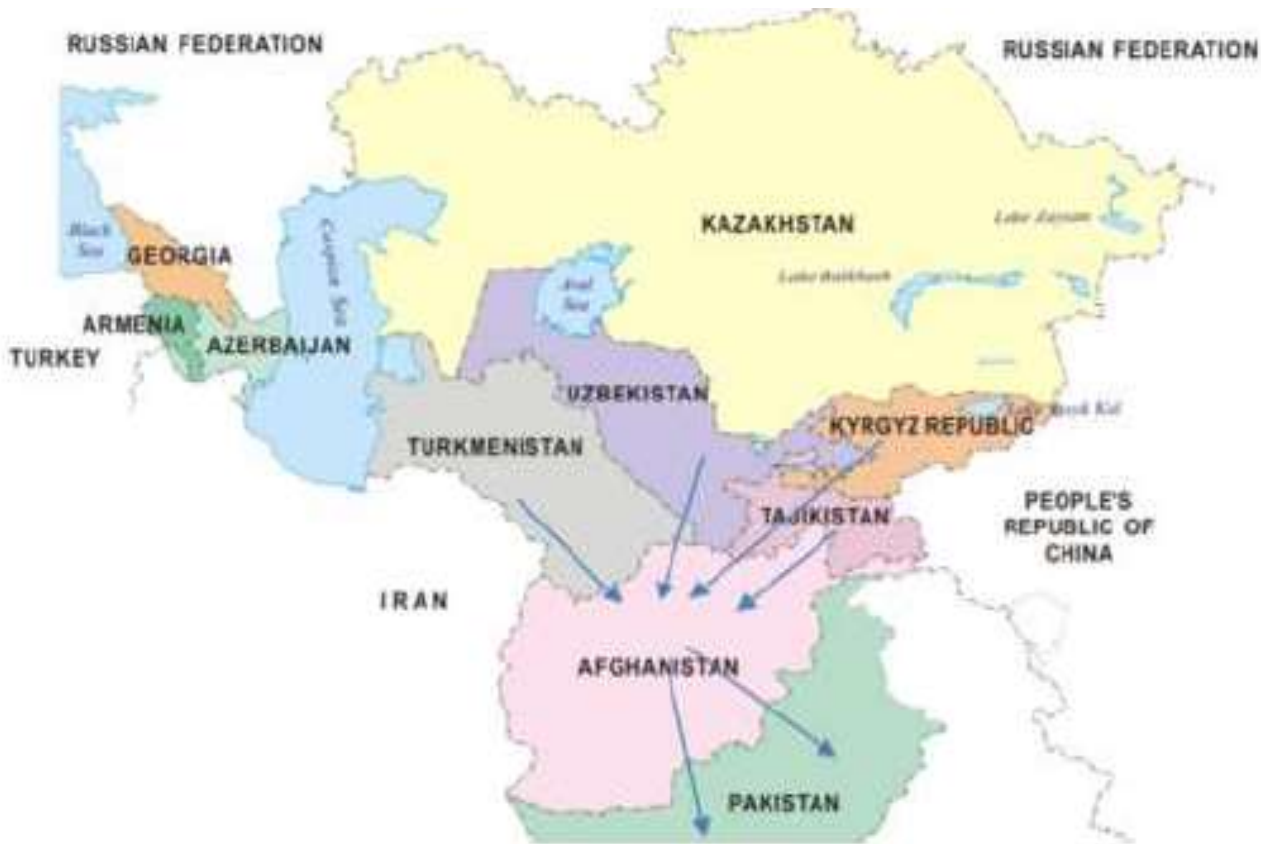 RUSSIAN FEDERATION
RUSSIAN FEDERATION
KAZAKHSTAN
Lake Zaysan
Black
Sea
GEORGIA
Caspian Sea
Lake Balkhash
Aral
Sea
ARMENIA
AZERBAIJAN
TURKEY
UZBEKISTAN
KYRGYZ REPUBLIC
TURKMENISTAN
TAJIKISTAN
PEOPLE'S
REPUBLIC OF
CHINA
IRAN
AFGHANISTAN
PAKISTAN